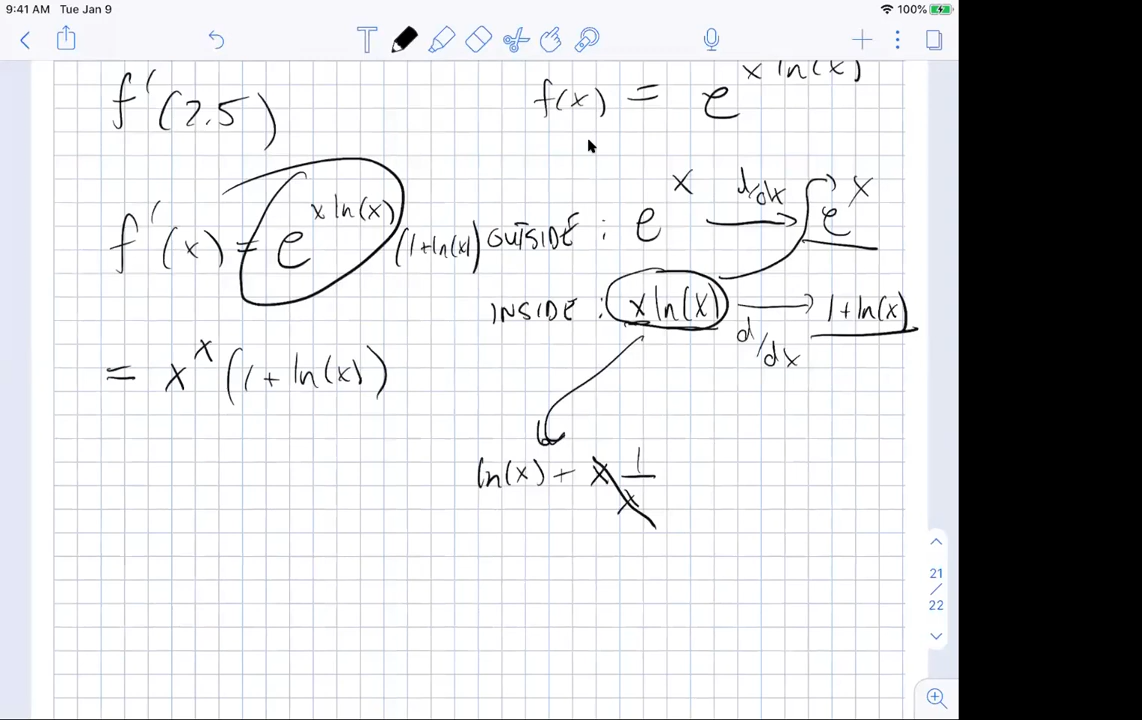 9:41 AM Tue Jan 9
100%
f'(2.5)
f(x) = e^{x ln(x)}
f'(x) = e^{x ln(x)} (1+ln(x))
OUTSIDE : e^x d/dx e^x
INSIDE : x ln(x) d/dx 1+ln(x)
= x^x (1+ln(x))
ln(x) + x 1/x
21
/
22